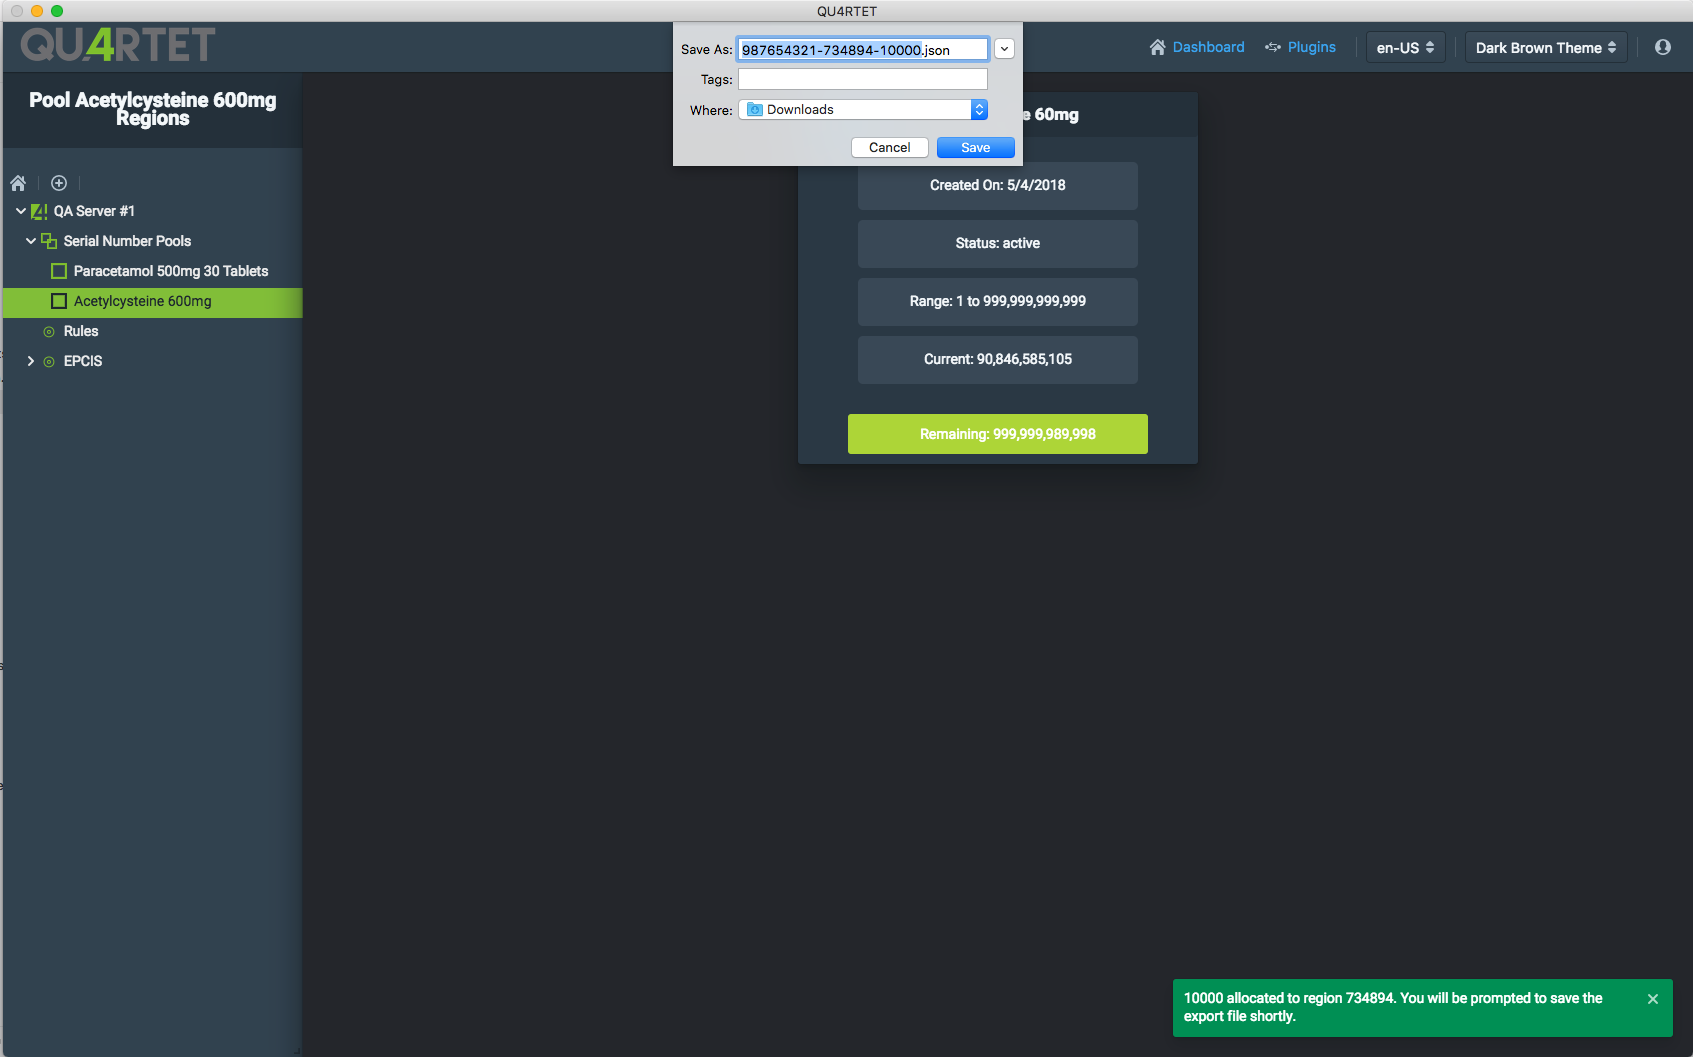 QU4RTET
QU4RTET
Save As: 987654321-734894-10000.json
Tags:
Where: Downloads
Cancel Save
Dashboard Plugins en-US Dark Brown Theme
Pool Acetylcysteine 600mg
Regions
QA Server #1
Serial Number Pools
Paracetamol 500mg 30 Tablets
Acetylcysteine 600mg
Rules
EPCIS
e 60mg
Created On: 5/4/2018
Status: active
Range: 1 to 999,999,999,999
Current: 90,846,585,105
Remaining: 999,999,989,998
10000 allocated to region 734894. You will be prompted to save the
export file shortly.